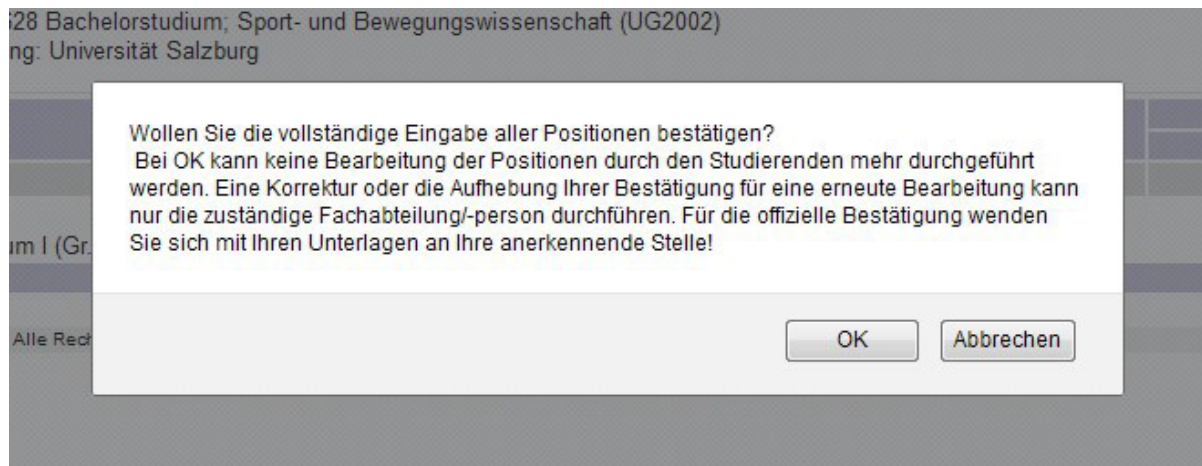 528 Bachelorstudium; Sport- und Bewegungswissenschaft (UG2002)
ng: Universität Salzburg
Wollen Sie die vollständige Eingabe aller Positionen bestätigen?
Bei OK kann keine Bearbeitung der Positionen durch den Studierenden mehr durchgeführt
werden. Eine Korrektur oder die Aufhebung Ihrer Bestätigung für eine erneute Bearbeitung kann
nur die zuständige Fachabteilung/-person durchführen. Für die offizielle Bestätigung wenden
Sie sich mit Ihren Unterlagen an Ihre anerkennende Stelle!
um I (Gr.
Alle Rech
OK Abbrechen